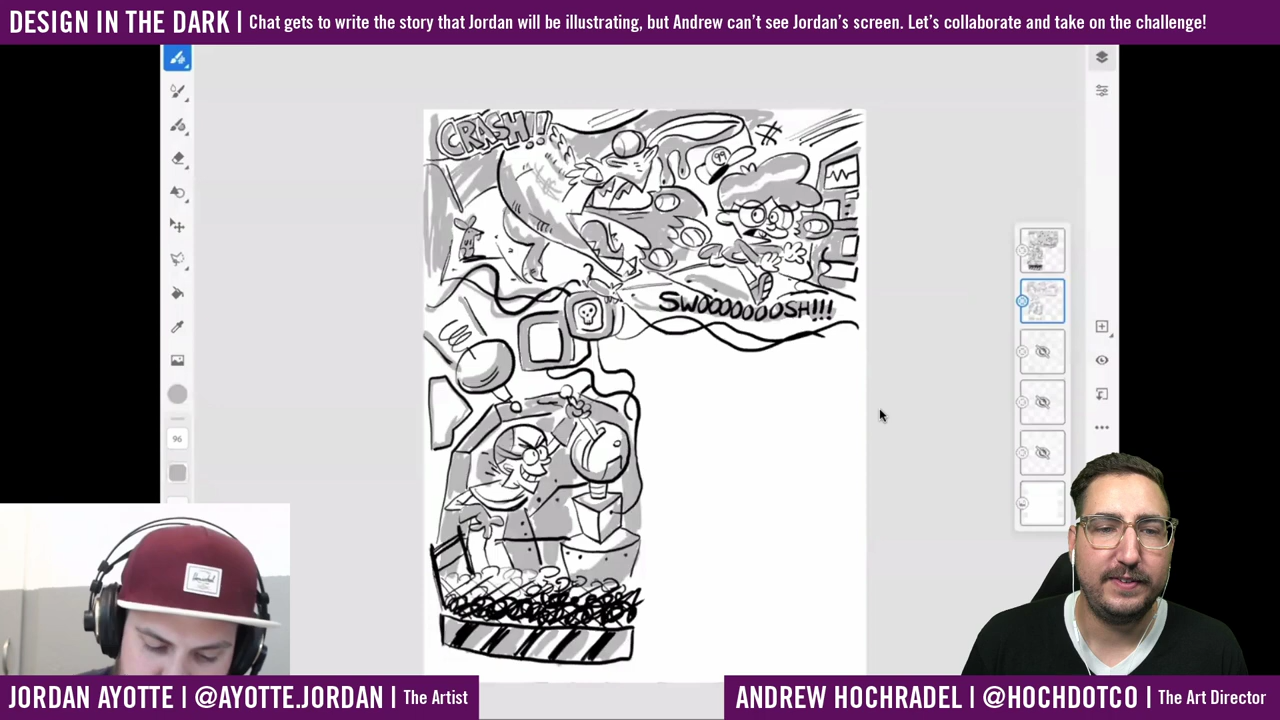 DESIGN IN THE DARK | Chat gets to write the story that Jordan will be illustrating, but Andrew can't see Jordan's screen. Let's collaborate and take on the challenge!
CRASH!!
SWOOOOOOOSH!!!
96
JORDAN AYOTTE | @AYOTTE.JORDAN | The Artist
ANDREW HOCHRADEL | @HOCHDOTCO | The Art Director